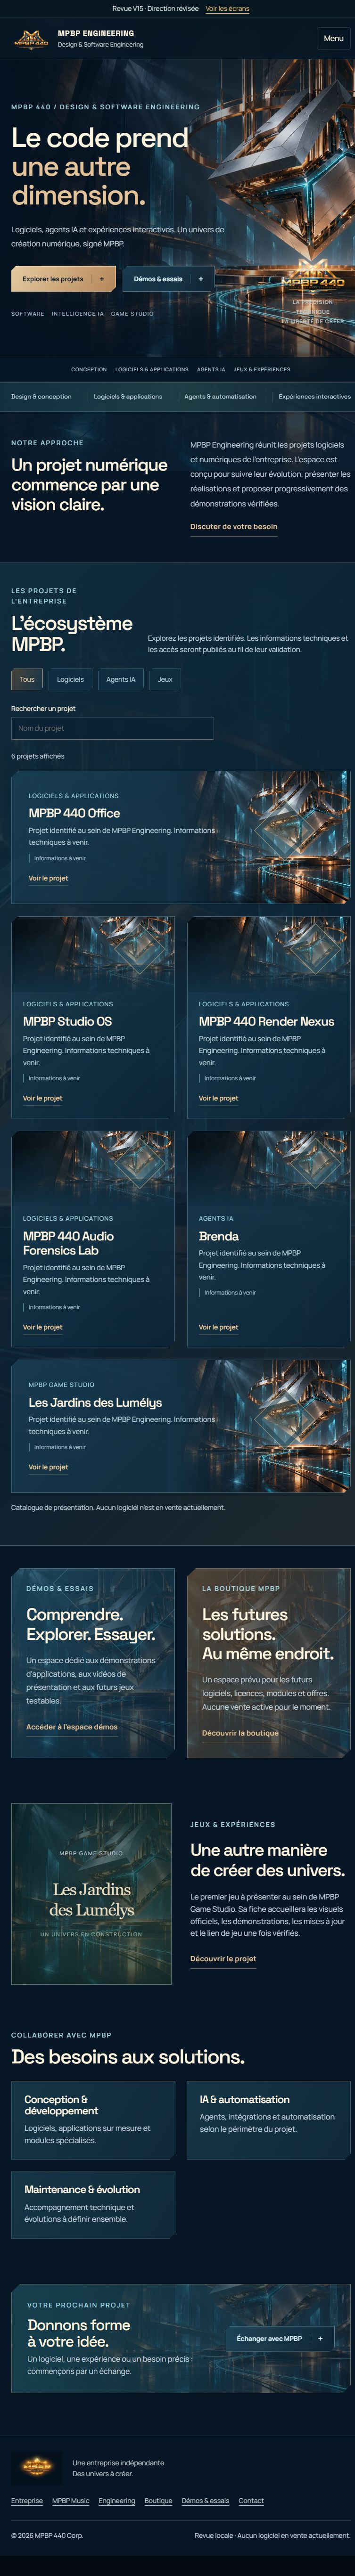 Revue V15 · Direction révisée Voir les écrans
MPBP 440
MPBP ENGINEERING
Design & Software Engineering
Menu
MPBP 440 / DESIGN & SOFTWARE ENGINEERING
Le code prend
une autre
dimension.
Logiciels, agents IA et expériences interactives. Un univers de
création numérique, signé MPBP.
Explorer les projets +
Démos & essais +
MPBP 440
LA PRÉCISION
TECHNIQUE
LA LIBERTÉ DE CRÉER
SOFTWARE INTELLIGENCE IA GAME STUDIO
CONCEPTION LOGICIELS & APPLICATIONS AGENTS IA JEUX & EXPÉRIENCES
Design & conception Logiciels & applications Agents & automatisation Expériences interactives
NOTRE APPROCHE
Un projet numérique
commence par une
vision claire.
MPBP Engineering réunit les projets logiciels
et numériques de l'entreprise. L'espace est
conçu pour suivre leur évolution, présenter les
réalisations et proposer progressivement des
démonstrations vérifiées.
Discuter de votre besoin
LES PROJETS DE
L'ENTREPRISE
L'écosystème
MPBP.
Explorez les projets identifiés. Les informations techniques et
les accès seront publiés au fil de leur validation.
Tous Logiciels Agents IA Jeux
Rechercher un projet
Nom du projet
6 projets affichés
LOGICIELS & APPLICATIONS
MPBP 440 Office
Projet identifié au sein de MPBP Engineering. Informations
techniques à venir.
Informations à venir
Voir le projet
LOGICIELS & APPLICATIONS
MPBP Studio OS
Projet identifié au sein de MPBP
Engineering. Informations techniques à
venir.
Informations à venir
Voir le projet
LOGICIELS & APPLICATIONS
MPBP 440 Render Nexus
Projet identifié au sein de MPBP
Engineering. Informations techniques à
venir.
Informations à venir
Voir le projet
LOGICIELS & APPLICATIONS
MPBP 440 Audio
Forensics Lab
Projet identifié au sein de MPBP
Engineering. Informations techniques à
venir.
Informations à venir
Voir le projet
AGENTS IA
Brenda
Projet identifié au sein de MPBP
Engineering. Informations techniques à
venir.
Informations à venir
Voir le projet
MPBP GAME STUDIO
Les Jardins des Lumélys
Projet identifié au sein de MPBP Engineering. Informations
techniques à venir.
Informations à venir
Voir le projet
Catalogue de présentation. Aucun logiciel n'est en vente actuellement.
DÉMOS & ESSAIS
Comprendre.
Explorer. Essayer.
Un espace dédié aux démonstrations
d'applications, aux vidéos de
présentation et aux futurs jeux
testables.
Accéder à l'espace démos
LA BOUTIQUE MPBP
Les futures
solutions.
Au même endroit.
Un espace prévu pour les futurs
logiciels, licences, modules et offres.
Aucune vente active pour le moment.
Découvrir la boutique
MPBP GAME STUDIO
Les Jardins
des Lumélys
UN UNIVERS EN CONSTRUCTION
JEUX & EXPÉRIENCES
Une autre manière
de créer des univers.
Le premier jeu à présenter au sein de MPBP
Game Studio. Sa fiche accueillera les visuels
officiels, les démonstrations, les mises à jour
et le lien de jeu une fois vérifiés.
Découvrir le projet
COLLABORER AVEC MPBP
Des besoins aux solutions.
Conception &
développement
Logiciels, applications sur mesure et
modules spécialisés.
IA & automatisation
Agents, intégrations et automatisation
selon le périmètre du projet.
Maintenance & évolution
Accompagnement technique et
évolutions à définir ensemble.
VOTRE PROCHAIN PROJET
Donnons forme
à votre idée.
Un logiciel, une expérience ou un besoin précis :
commençons par un échange.
Échanger avec MPBP +
MPBP 440
Une entreprise indépendante.
Des univers à créer.
Entreprise MPBP Music Engineering Boutique Démos & essais Contact
© 2026 MPBP 440 Corp.
Revue locale · Aucun logiciel en vente actuellement.